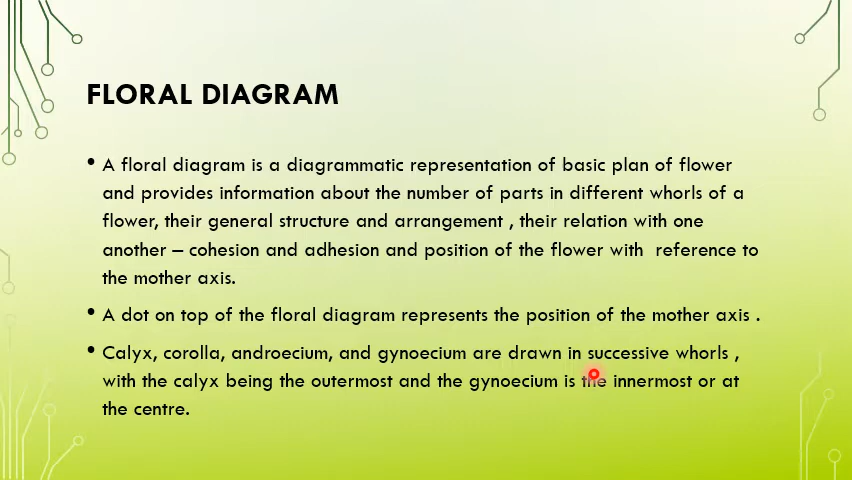 FLORAL DIAGRAM
• A floral diagram is a diagrammatic representation of basic plan of flower
and provides information about the number of parts in different whorls of a
flower, their general structure and arrangement , their relation with one
another – cohesion and adhesion and position of the flower with  reference to
the mother axis.
• A dot on top of the floral diagram represents the position of the mother axis .
• Calyx, corolla, androecium, and gynoecium are drawn in successive whorls ,
with the calyx being the outermost and the gynoecium is the innermost or at
the centre.